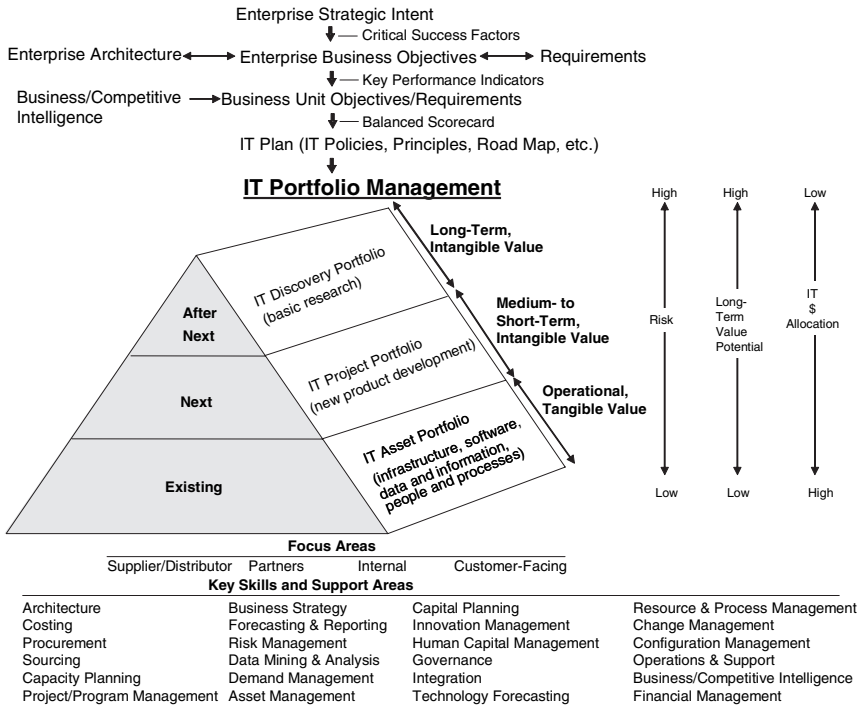 Enterprise Strategic Intent
Critical Success Factors
Enterprise Architecture
Enterprise Business Objectives
Requirements
Key Performance Indicators
Business/Competitive
Intelligence
Business Unit Objectives/Requirements
Balanced Scorecard
IT Plan (IT Policies, Principles, Road Map, etc.)
IT Portfolio Management
Long-Term,
Intangible Value
Medium- to
Short-Term,
Intangible Value
Operational,
Tangible Value
IT Discovery Portfolio
(basic research)
IT Project Portfolio
(new product development)
IT Asset Portfolio
(infrastructure, software,
data and information,
people and processes)
After
Next
Next
Existing
High
Risk
Low
High
Long-
Term
Value
Potential
Low
Low
IT
$
Allocation
High
Focus Areas
Supplier/Distributor Partners Internal Customer-Facing
Key Skills and Support Areas
Architecture Business Strategy Capital Planning Resource & Process Management
Costing Forecasting & Reporting Innovation Management Change Management
Procurement Risk Management Human Capital Management Configuration Management
Sourcing Data Mining & Analysis Governance Operations & Support
Capacity Planning Demand Management Integration Business/Competitive Intelligence
Project/Program Management Asset Management Technology Forecasting Financial Management